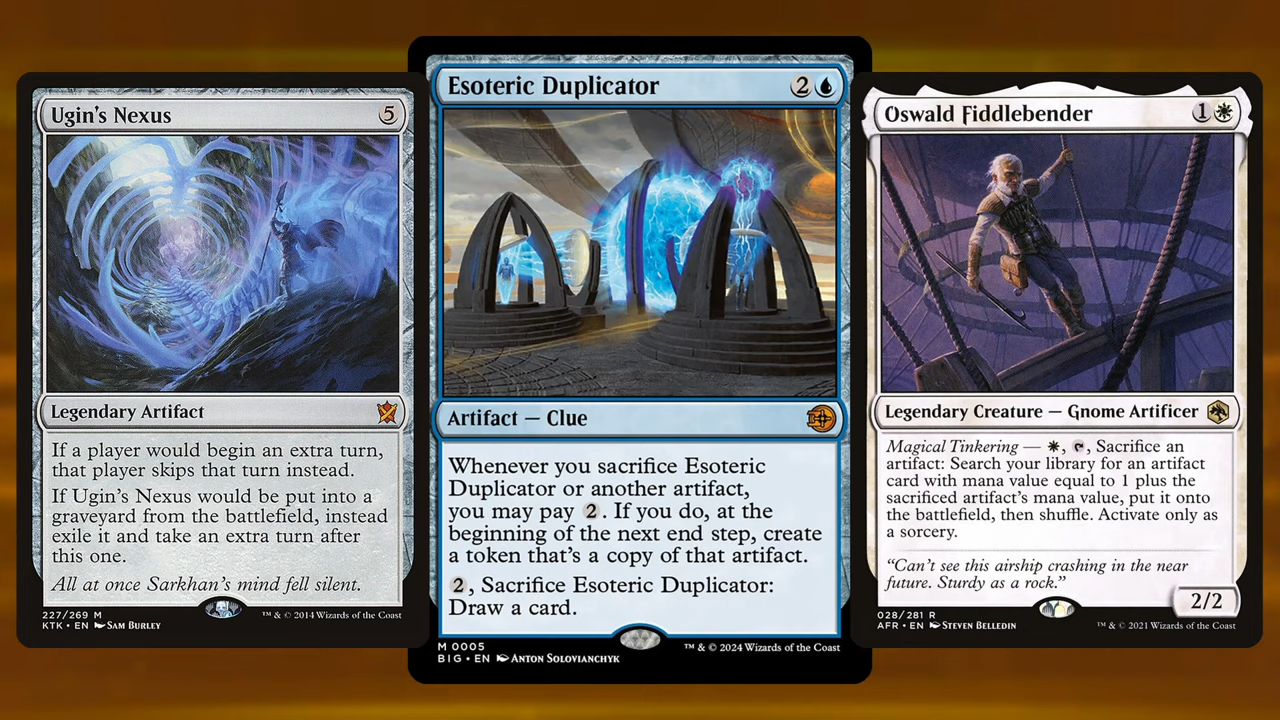 Ugin's Nexus 5
Legendary Artifact
If a player would begin an extra turn,
that player skips that turn instead.
If Ugin's Nexus would be put into a
graveyard from the battlefield, instead
exile it and take an extra turn after
this one.
All at once Sarkhan's mind fell silent.
227/269 M
KTK • EN SAM BURLEY
™ & © 2014 Wizards of the Coast
Esoteric Duplicator 2
Artifact — Clue
Whenever you sacrifice Esoteric
Duplicator or another artifact,
you may pay 2. If you do, at the
beginning of the next end step, create
a token that's a copy of that artifact.
2, Sacrifice Esoteric Duplicator:
Draw a card.
M 0005
BIG • EN ANTON SOLOVIANCHYK
™ & © 2024 Wizards of the Coast
Oswald Fiddlebender 1
Legendary Creature — Gnome Artificer
Magical Tinkering — , , Sacrifice an
artifact: Search your library for an artifact
card with mana value equal to 1 plus the
sacrificed artifact's mana value, put it onto
the battlefield, then shuffle. Activate only as
a sorcery.
"Can't see this airship crashing in the near
future. Sturdy as a rock."
2/2
028/281 R
AFR • EN STEVEN BELLEDIN
™ & © 2021 Wizards of the Coast